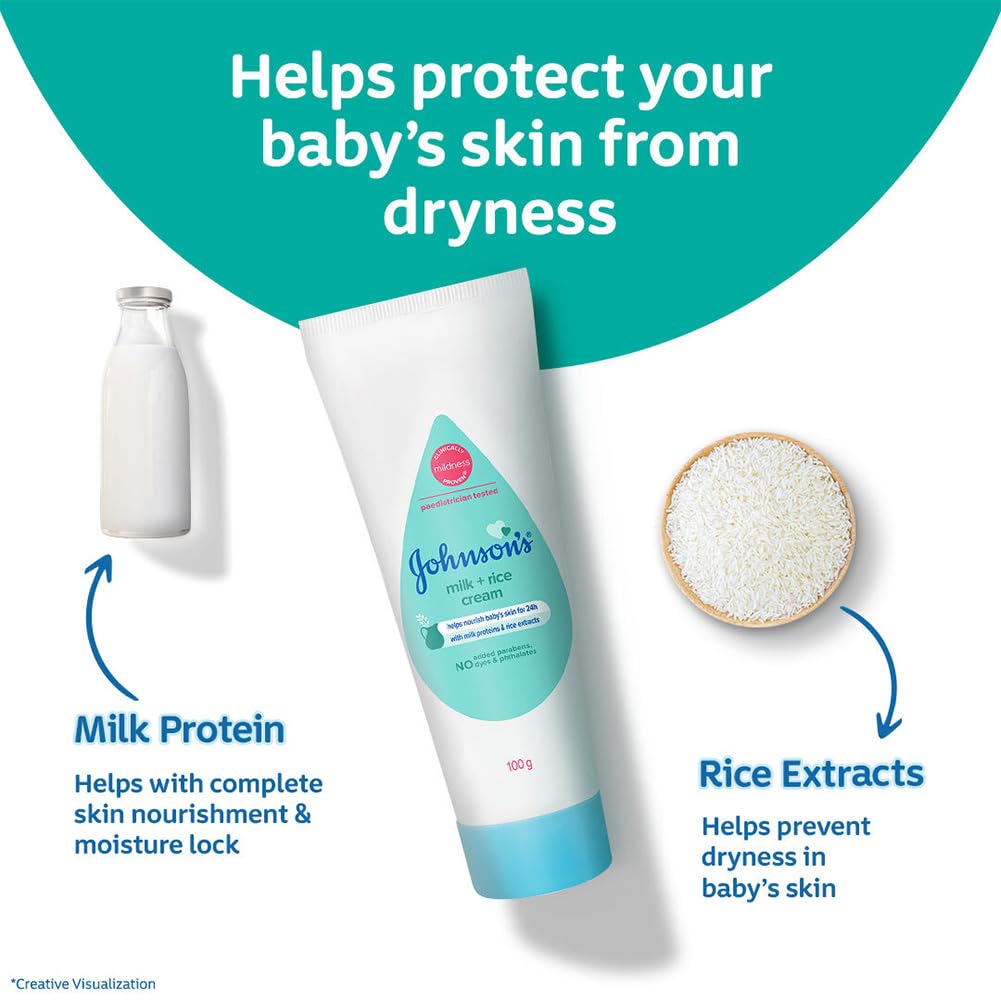 Helps protect your
baby's skin from
dryness
CLINICALLY
mildness
PROVEN®
paediatrician tested
Johnson's®
milk + rice
cream
helps nourish baby's skin for 24h
with milk proteins & rice extracts
NO added parabens,
dyes & phthalates
100 g
Milk Protein
Helps with complete
skin nourishment &
moisture lock
Rice Extracts
Helps prevent
dryness in
baby's skin
*Creative Visualization